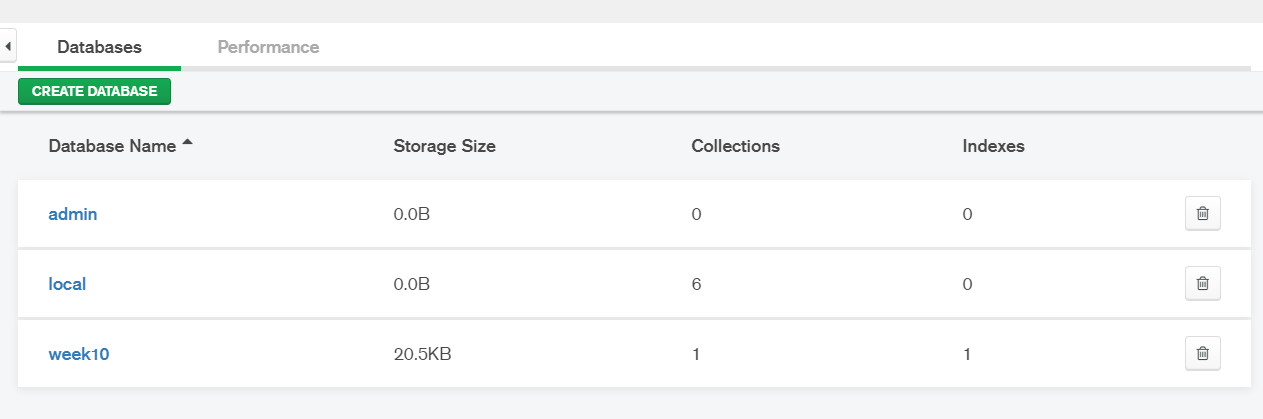 Databases Performance
CREATE DATABASE
Database Name Storage Size Collections Indexes
admin 0.0B 0 0
local 0.0B 6 0
week10 20.5KB 1 1